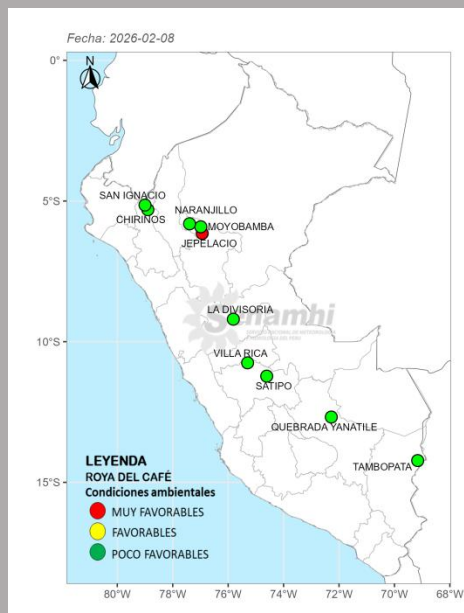 Fecha: 2026-02-08
N
0°
5°S
10°S
15°S
SAN IGNACIO
CHIRINOS
NARANJILLO
MOYOBAMBA
JEPELACIO
LA DIVISORIA
Senamhi
VILLA RICA
SATIPO
QUEBRADA YANATILE
TAMBOPATA
LEYENDA
ROYA DEL CAFÉ
Condiciones ambientales
MUY FAVORABLES
FAVORABLES
POCO FAVORABLES
80°W 78°W 76°W 74°W 72°W 70°W 68°W